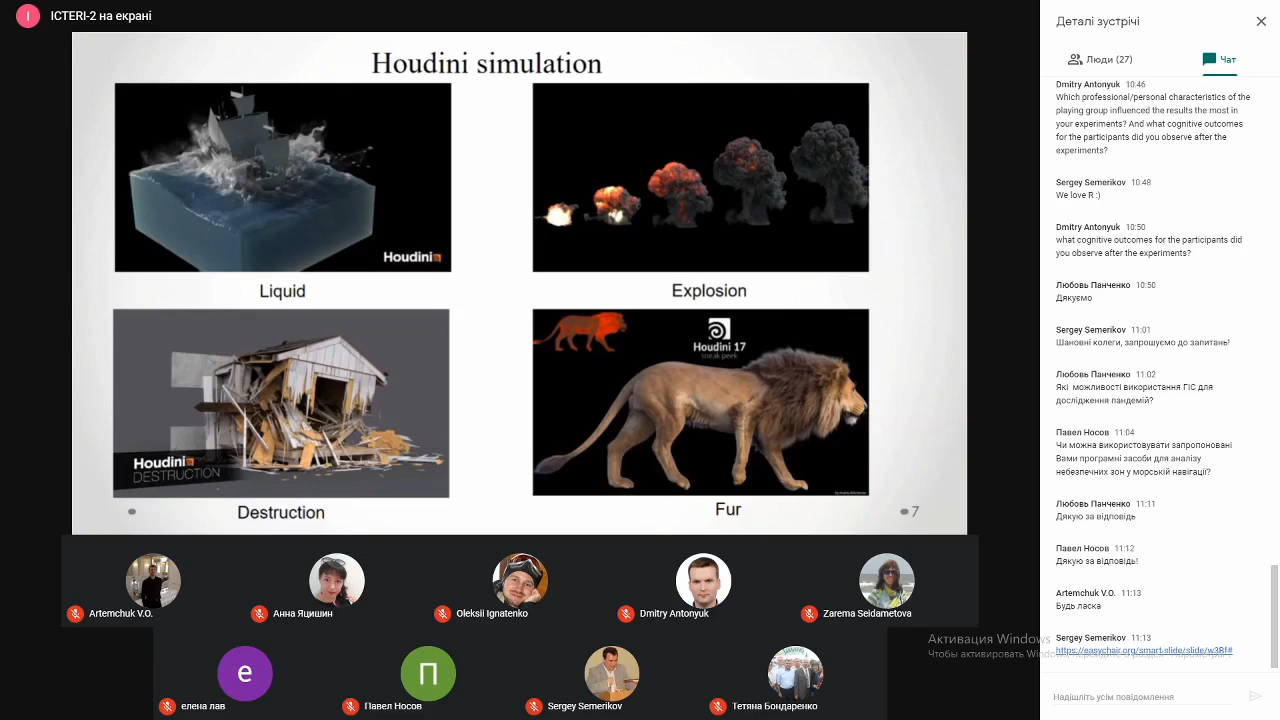 І
ICTERI-2 на екрані
Houdini simulation
Houdini
Liquid
Explosion
Houdini
DESTRUCTION
Houdini 17
sneak peek
Destruction
Fur
7
Artemchuk V.O.
Анна Яцишин
Oleksii Ignatenko
Dmitry Antonyuk
Zarema Seidametova
е
елена лав
П
Павел Носов
Sergey Semerikov
Тетяна Бондаренко
Деталі зустрічі
Люди (27)
Чат
Dmitry Antonyuk 10:46
Which professional/personal characteristics of the
playing group influenced the results the most in
your experiments? And what cognitive outcomes
for the participants did you observe after the
experiments?
Sergey Semerikov 10:48
We love R :)
Dmitry Antonyuk 10:50
what cognitive outcomes for the participants did
you observe after the experiments?
Любовь Панченко 10:50
Дякуємо
Sergey Semerikov 11:01
Шановні колеги, запрошуємо до запитань!
Любовь Панченко 11:02
Які можливості використання ГІС для
дослідження пандемій?
Павел Носов 11:04
Чи можна використовувати запропоновані
Вами програмні засоби для аналізу
небезпечних зон у морській навігації?
Любовь Панченко 11:11
Дякую за відповідь
Павел Носов 11:12
Дякую за відповідь!
Artemchuk V.O. 11:13
Будь ласка
Sergey Semerikov 11:13
Активация Windows
Чтобы активировать Windows
Надішліть усім повідомлення